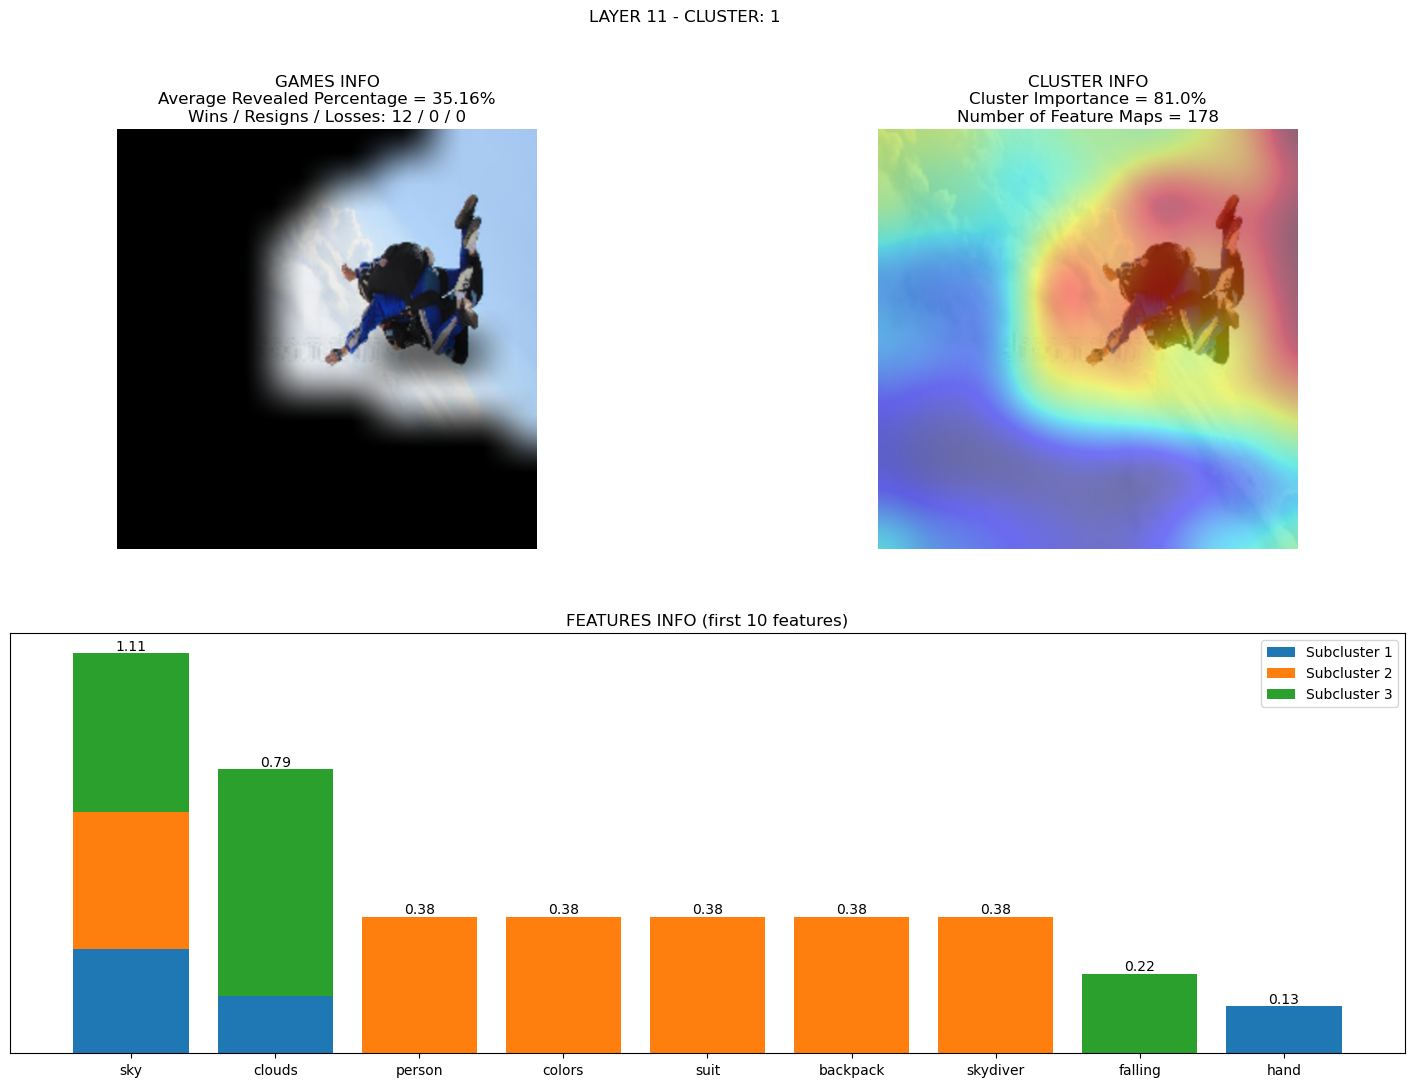 LAYER 11 - CLUSTER: 1
GAMES INFO
Average Revealed Percentage = 35.16%
Wins / Resigns / Losses: 12 / 0 / 0
CLUSTER INFO
Cluster Importance = 81.0%
Number of Feature Maps = 178
FEATURES INFO (first 10 features)
Subcluster 1
Subcluster 2
Subcluster 3
1.11
0.79
0.38
0.38
0.38
0.38
0.38
0.22
0.13
sky
clouds
person
colors
suit
backpack
skydiver
falling
hand